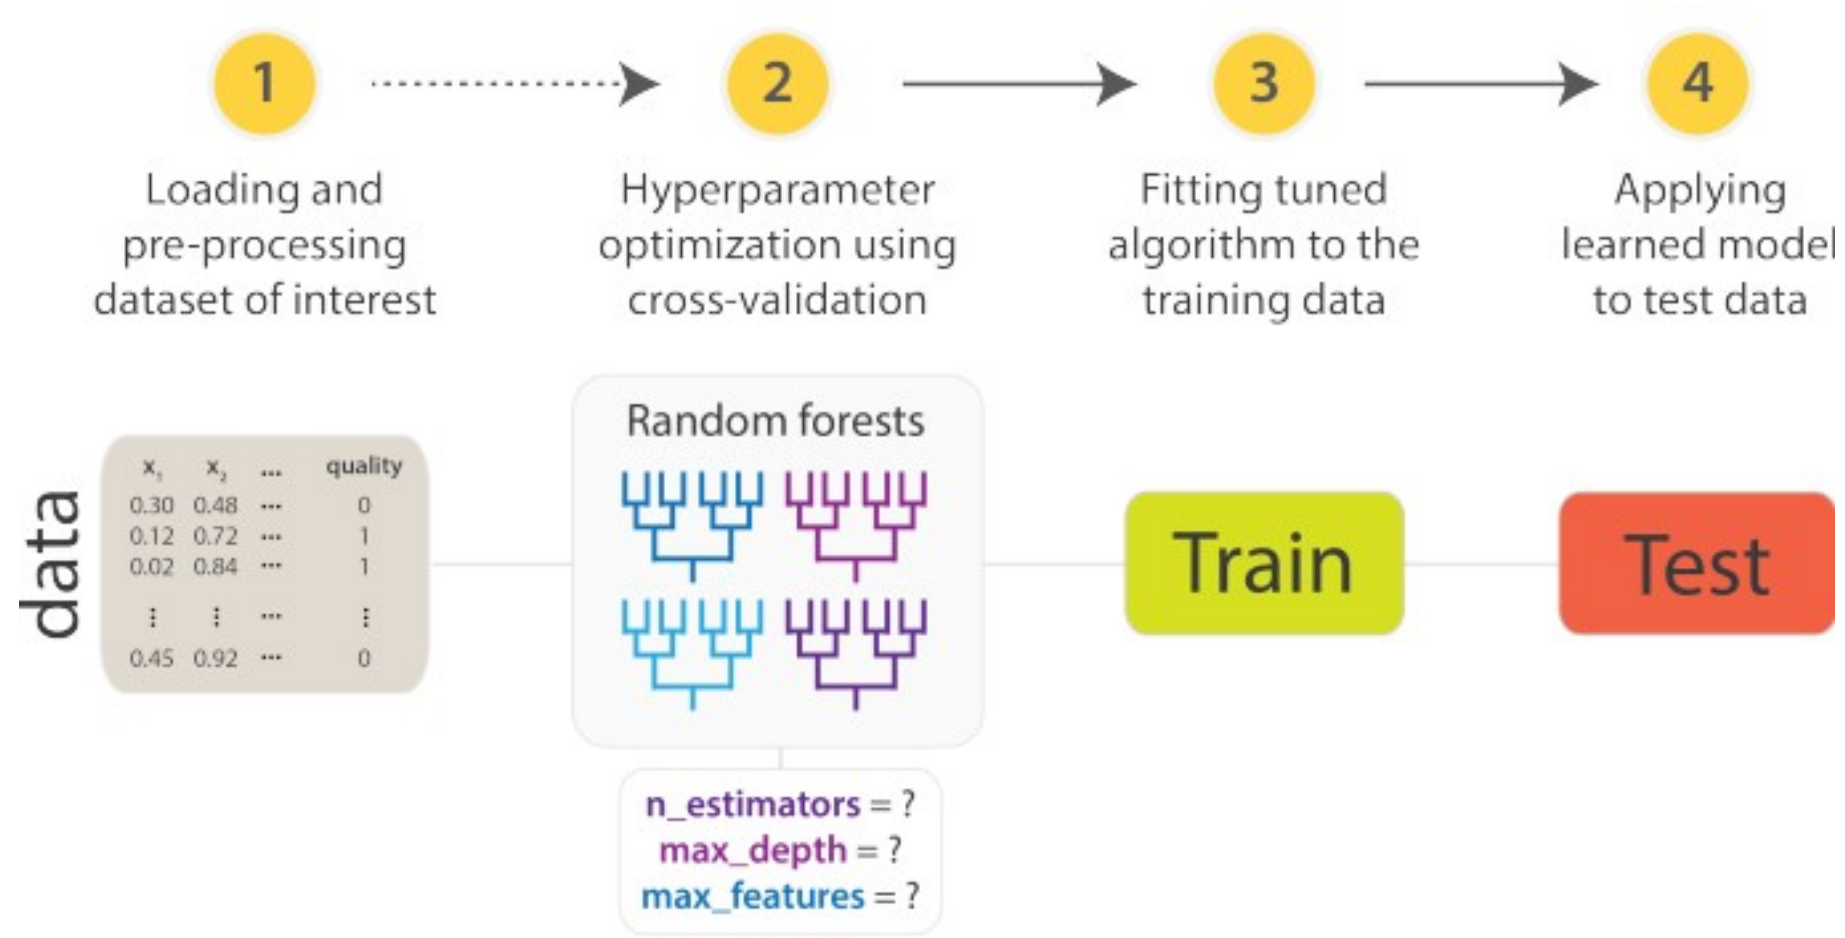 1
2
3
4
Loading and
pre-processing
dataset of interest
Hyperparameter
optimization using
cross-validation
Fitting tuned
algorithm to the
training data
Applying
learned model
to test data
data
x1 x2 ... quality
0.30 0.48 ... 0
0.12 0.72 ... 1
0.02 0.84 ... 1
⋮ ⋮ ... ⋮
0.45 0.92 ... 0
Random forests
n_estimators = ?
max_depth = ?
max_features = ?
Train
Test